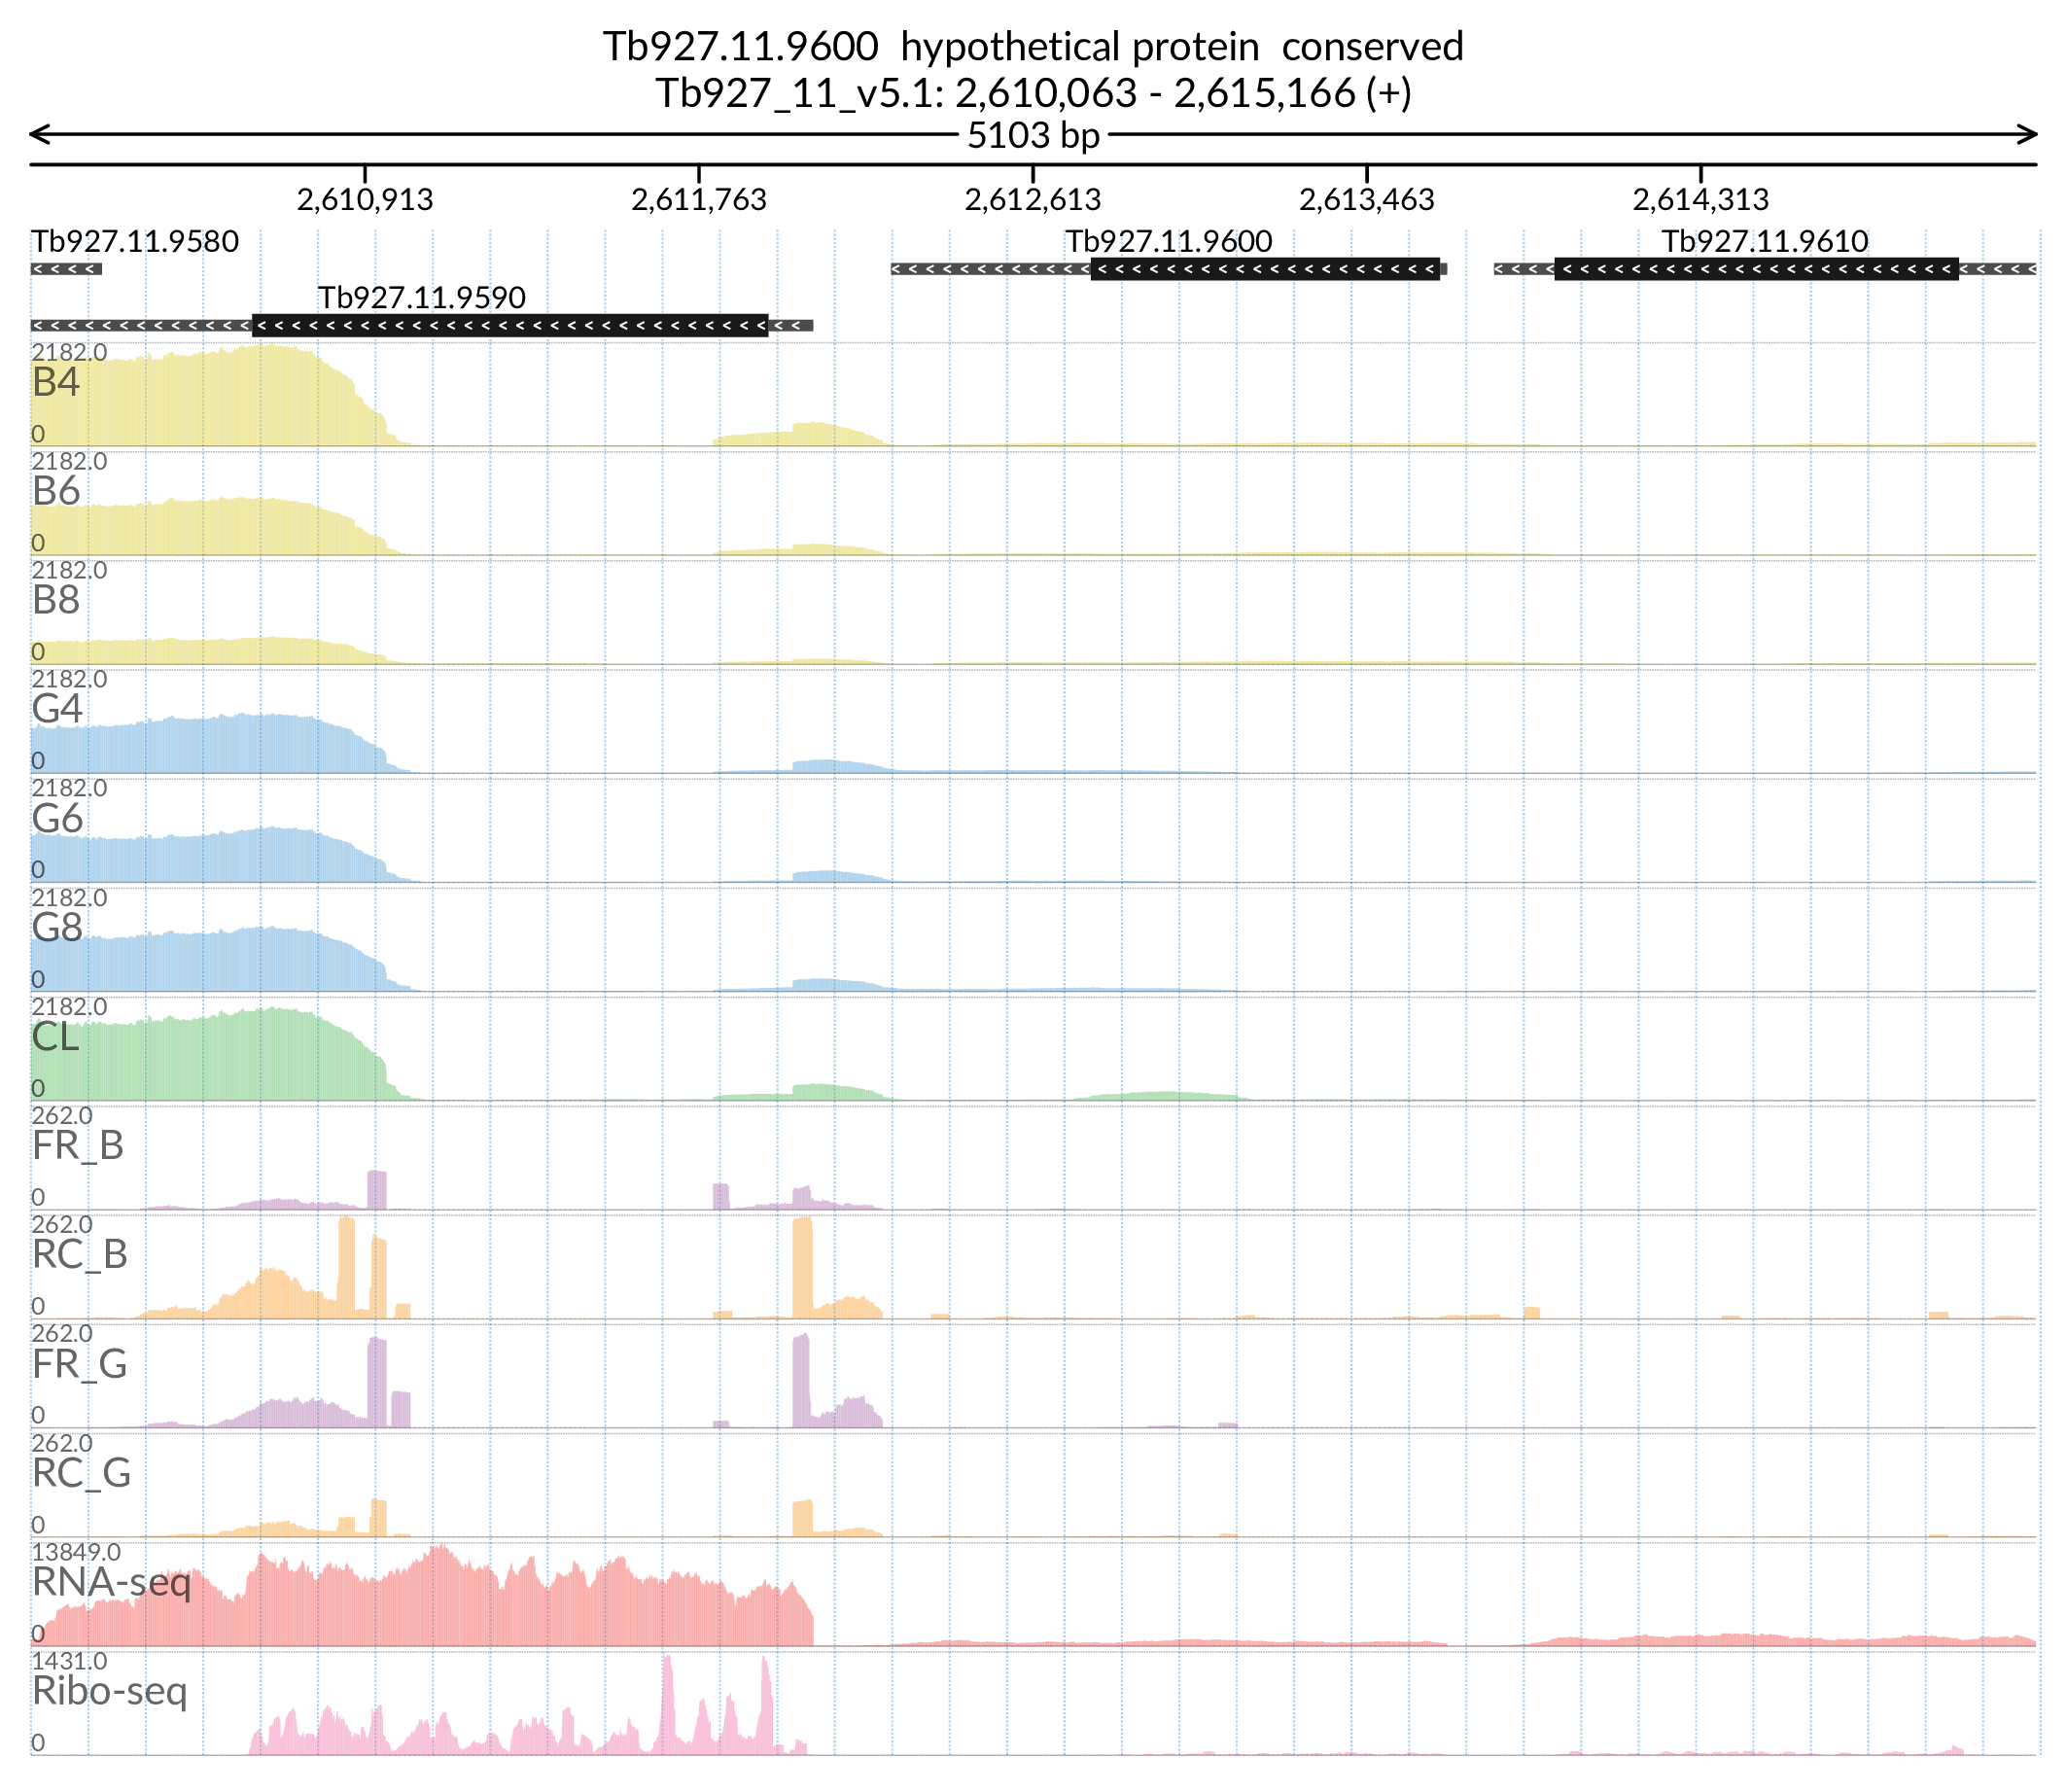 Tb927.11.9600 hypothetical protein conserved
Tb927_11_v5.1: 2,610,063 - 2,615,166 (+)
5103 bp
2,610,913 2,611,763 2,612,613 2,613,463 2,614,313
Tb927.11.9580 Tb927.11.9600 Tb927.11.9610
Tb927.11.9590
2182.0
B4
0
2182.0
B6
0
2182.0
B8
0
2182.0
G4
0
2182.0
G6
0
2182.0
G8
0
2182.0
CL
0
262.0
FR_B
0
262.0
RC_B
0
262.0
FR_G
0
262.0
RC_G
0
13849.0
RNA-seq
0
1431.0
Ribo-seq
0